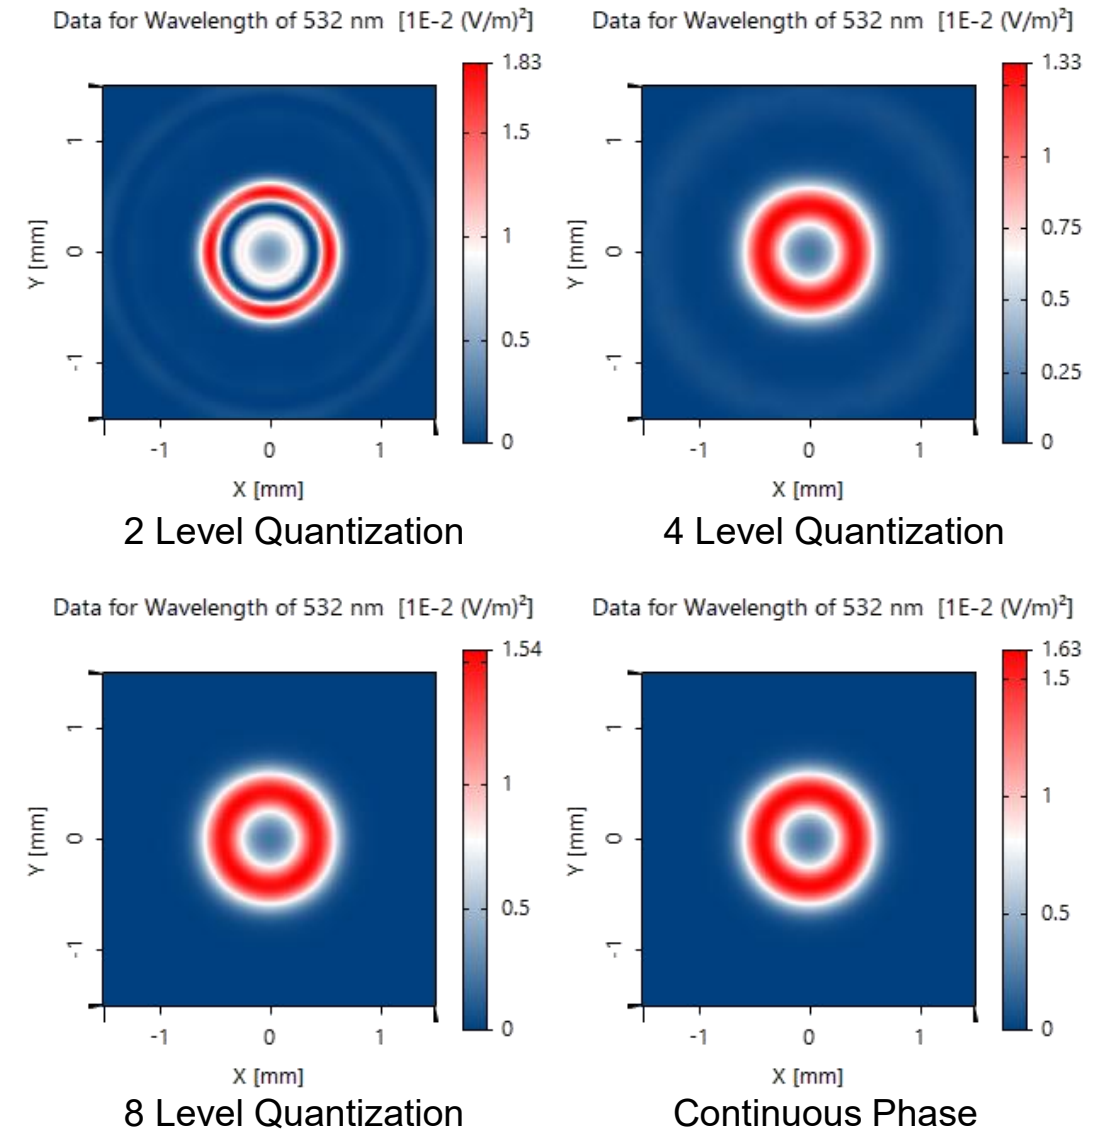 Data for Wavelength of 532 nm  [1E-2 (V/m)²]
1.83
1.5
1
0.5
0
Y [mm]
1
0
-1
-1
0
1
X [mm]
2 Level Quantization
Data for Wavelength of 532 nm  [1E-2 (V/m)²]
1.33
1
0.75
0.5
0.25
0
Y [mm]
1
0
-1
-1
0
1
X [mm]
4 Level Quantization
Data for Wavelength of 532 nm  [1E-2 (V/m)²]
1.54
1
0.5
0
Y [mm]
1
0
-1
-1
0
1
X [mm]
8 Level Quantization
Data for Wavelength of 532 nm  [1E-2 (V/m)²]
1.63
1.5
1
0.5
0
Y [mm]
1
0
-1
-1
0
1
X [mm]
Continuous Phase